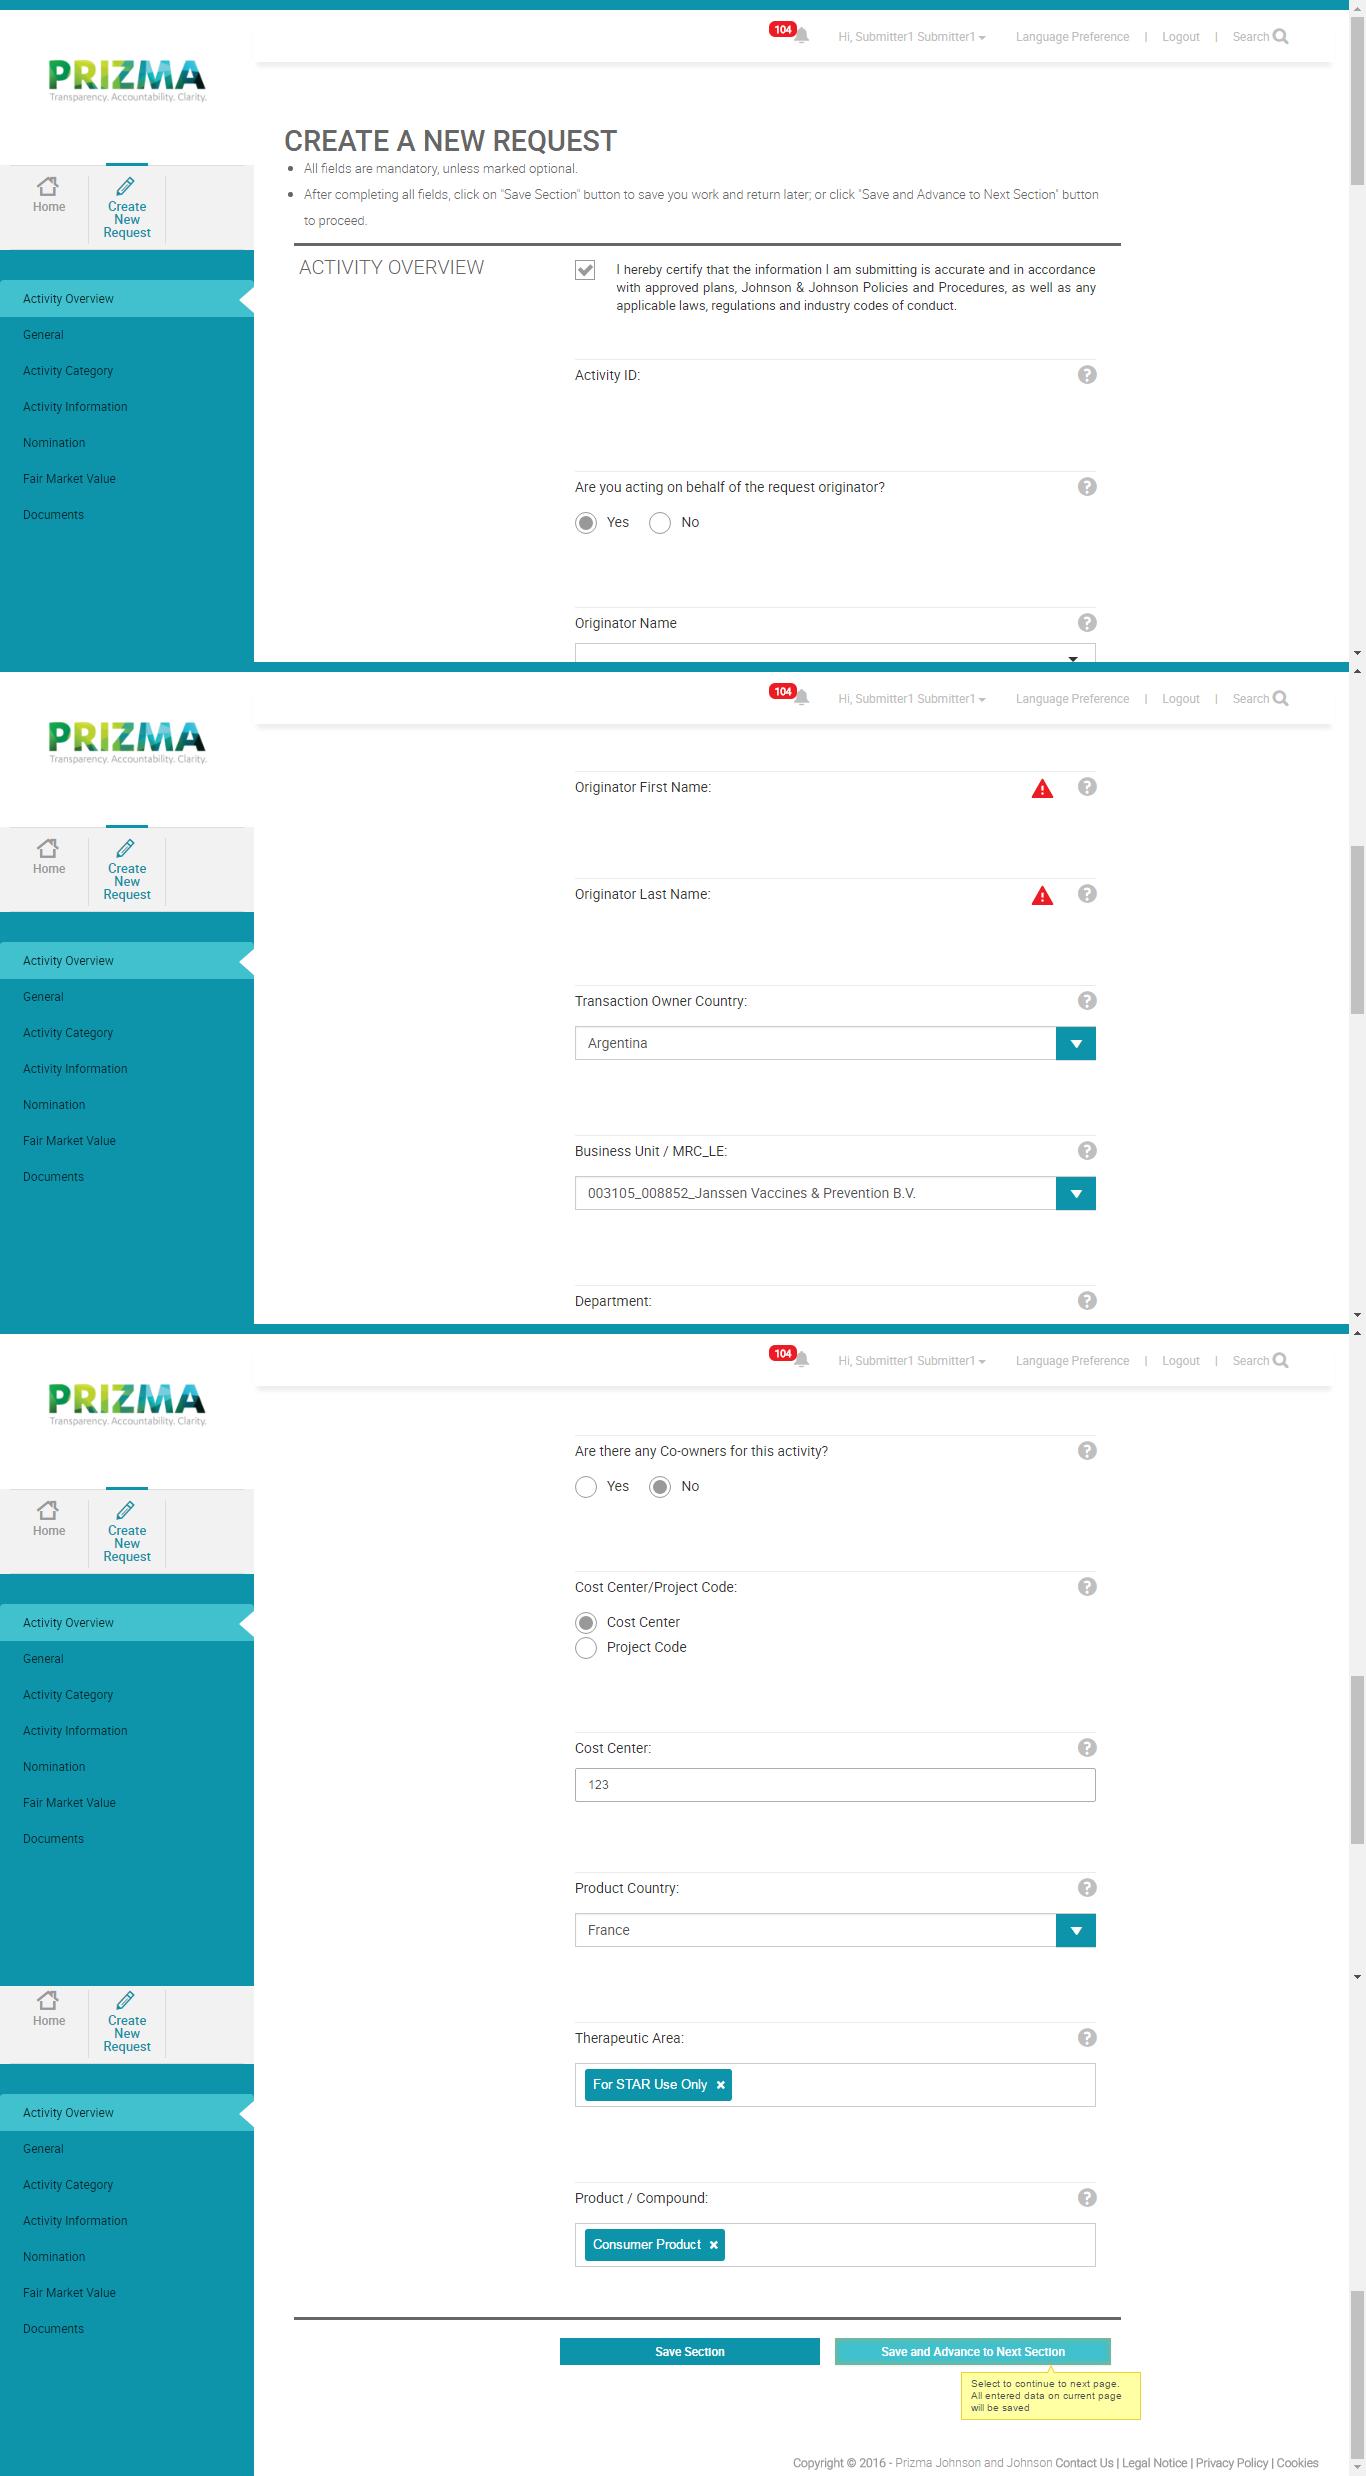 104
Hi, Submitter1 Submitter1
Language Preference | Logout | Search
PRIZMA
Transparency. Accountability. Clarity.
Home
Create
New
Request
Activity Overview
General
Activity Category
Activity Information
Nomination
Fair Market Value
Documents
CREATE A NEW REQUEST
All fields are mandatory, unless marked optional.
After completing all fields, click on "Save Section" button to save you work and return later; or click "Save and Advance to Next Section" button
to proceed.
ACTIVITY OVERVIEW
I hereby certify that the information I am submitting is accurate and in accordance
with approved plans, Johnson & Johnson Policies and Procedures, as well as any
applicable laws, regulations and industry codes of conduct.
Activity ID:
Are you acting on behalf of the request originator?
Yes No
Originator Name
104
Hi, Submitter1 Submitter1
Language Preference | Logout | Search
PRIZMA
Transparency. Accountability. Clarity.
Home
Create
New
Request
Activity Overview
General
Activity Category
Activity Information
Nomination
Fair Market Value
Documents
Originator First Name:
Originator Last Name:
Transaction Owner Country:
Argentina
Business Unit / MRC_LE:
003105_008852_Janssen Vaccines & Prevention B.V.
Department:
104
Hi, Submitter1 Submitter1
Language Preference | Logout | Search
PRIZMA
Transparency. Accountability. Clarity.
Home
Create
New
Request
Activity Overview
General
Activity Category
Activity Information
Nomination
Fair Market Value
Documents
Are there any Co-owners for this activity?
Yes No
Cost Center/Project Code:
Cost Center
Project Code
Cost Center:
123
Product Country:
France
Home
Create
New
Request
Activity Overview
General
Activity Category
Activity Information
Nomination
Fair Market Value
Documents
Therapeutic Area:
For STAR Use Only ×
Product / Compound:
Consumer Product ×
Save Section
Save and Advance to Next Section
Select to continue to next page.
All entered data on current page
will be saved
Copyright © 2016 - Prizma Johnson and Johnson Contact Us | Legal Notice | Privacy Policy | Cookies